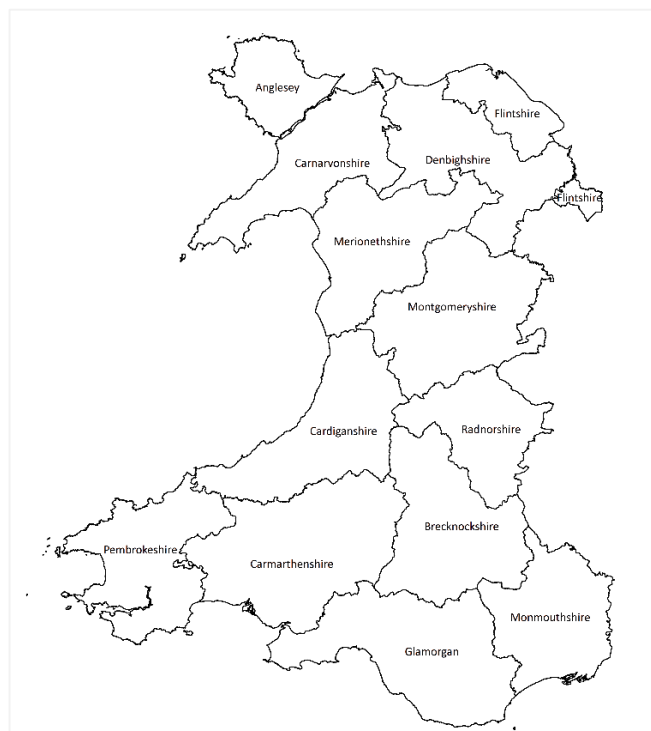 Anglesey
Flintshire
Carnarvonshire
Denbighshire
Flintshire
Merionethshire
Montgomeryshire
Cardiganshire
Radnorshire
Brecknockshire
Pembrokeshire
Carmarthenshire
Monmouthshire
Glamorgan